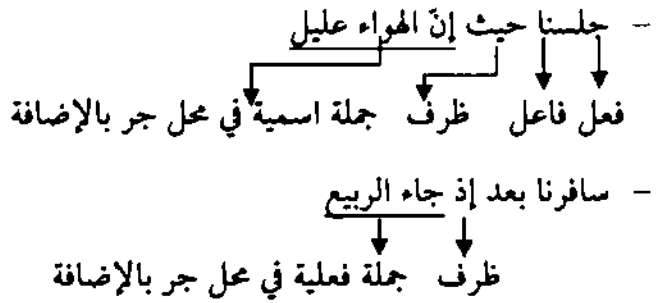 - جلسنا حيث إنّ الهواء عليل
فعل فاعل ظرف جملة اسمية في محل جر بالإضافة
- سافرنا بعد إذ جاء الربيع
ظرف جملة فعلية في محل جر بالإضافة